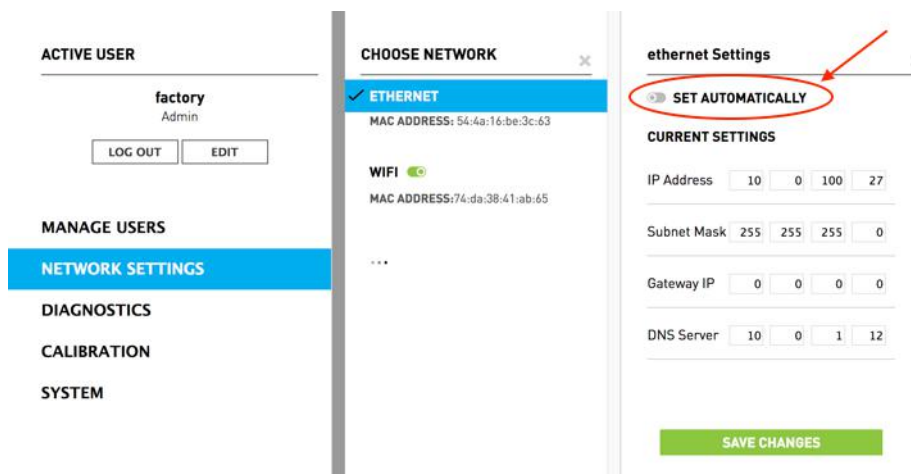 ACTIVE USER
factory
Admin
LOG OUT
EDIT
MANAGE USERS
NETWORK SETTINGS
DIAGNOSTICS
CALIBRATION
SYSTEM
CHOOSE NETWORK
ETHERNET
MAC ADDRESS: 54:4a:16:be:3c:63
WIFI
MAC ADDRESS:74:da:38:41:ab:65
...
ethernet Settings
SET AUTOMATICALLY
CURRENT SETTINGS
IP Address 10 0 100 27
Subnet Mask 255 255 255 0
Gateway IP 0 0 0 0
DNS Server 10 0 1 12
SAVE CHANGES